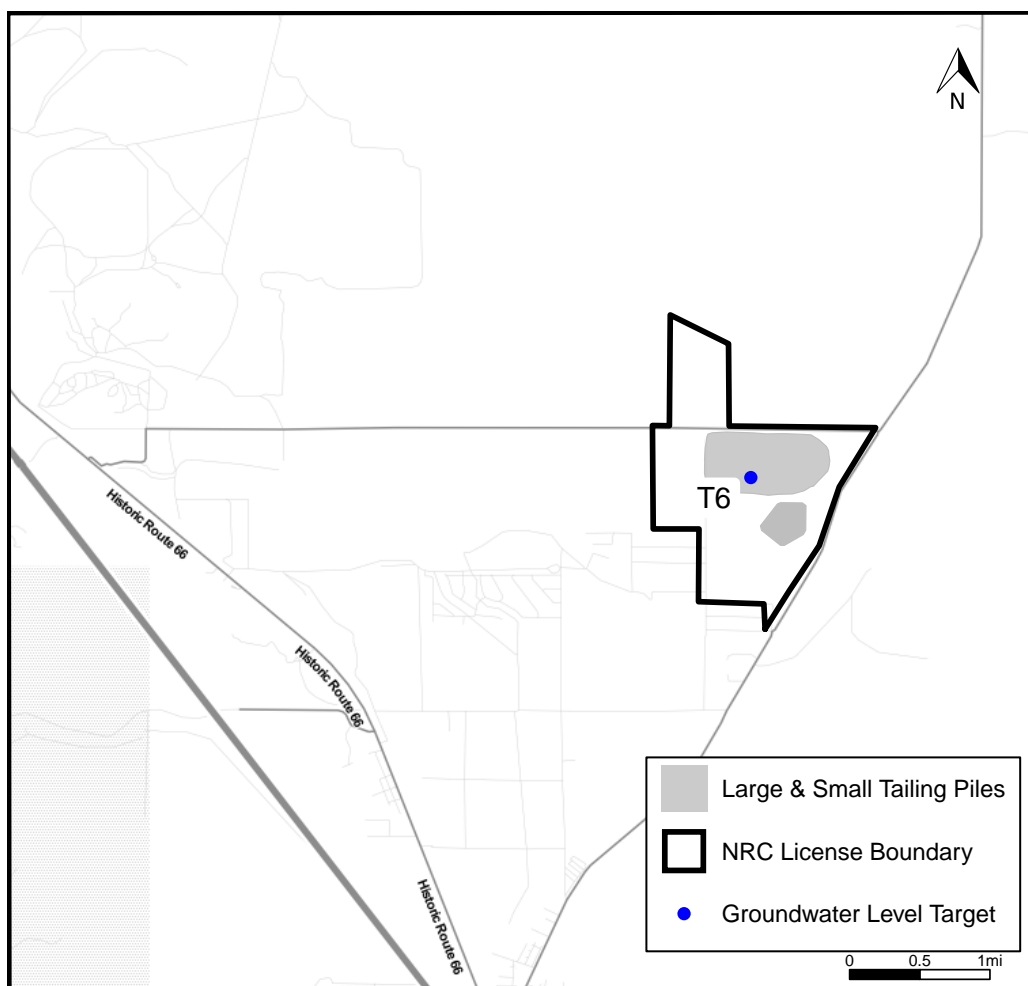 N
T6
Historic Route 66
Historic Route 66
Historic Route 66
Large & Small Tailing Piles
NRC License Boundary
Groundwater Level Target
0 0.5 1mi